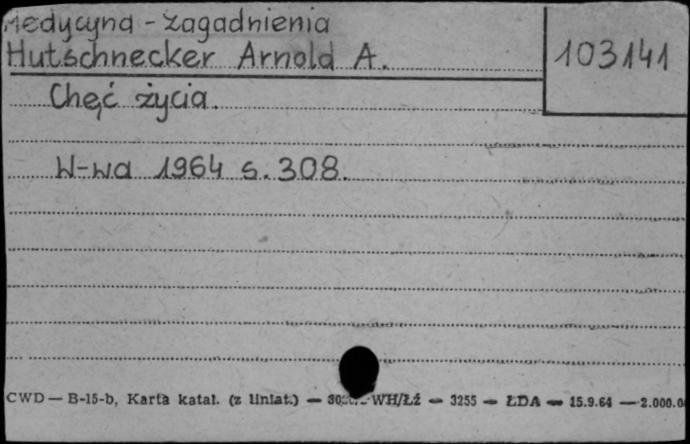 Medycyna - zagadnienia
Hutschnecker Arnold A.
103141
Chęć życia.
W-wa 1964 s. 308.
CWD — B-15-b, Karta katal. (z liniat.) — WH/Łź — 3255 — ŁDA — 15.9.64 — 2.000.0